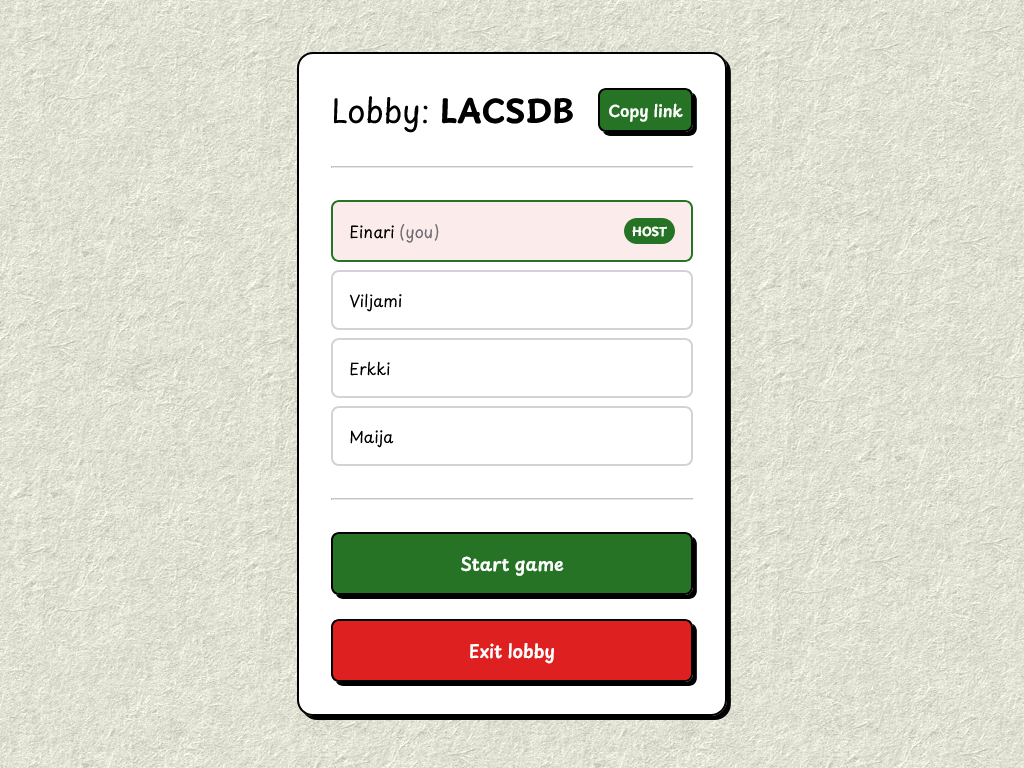 Lobby: LACSDB
Copy link
Einari (you)
HOST
Viljami
Erkki
Maija
Start game
Exit lobby